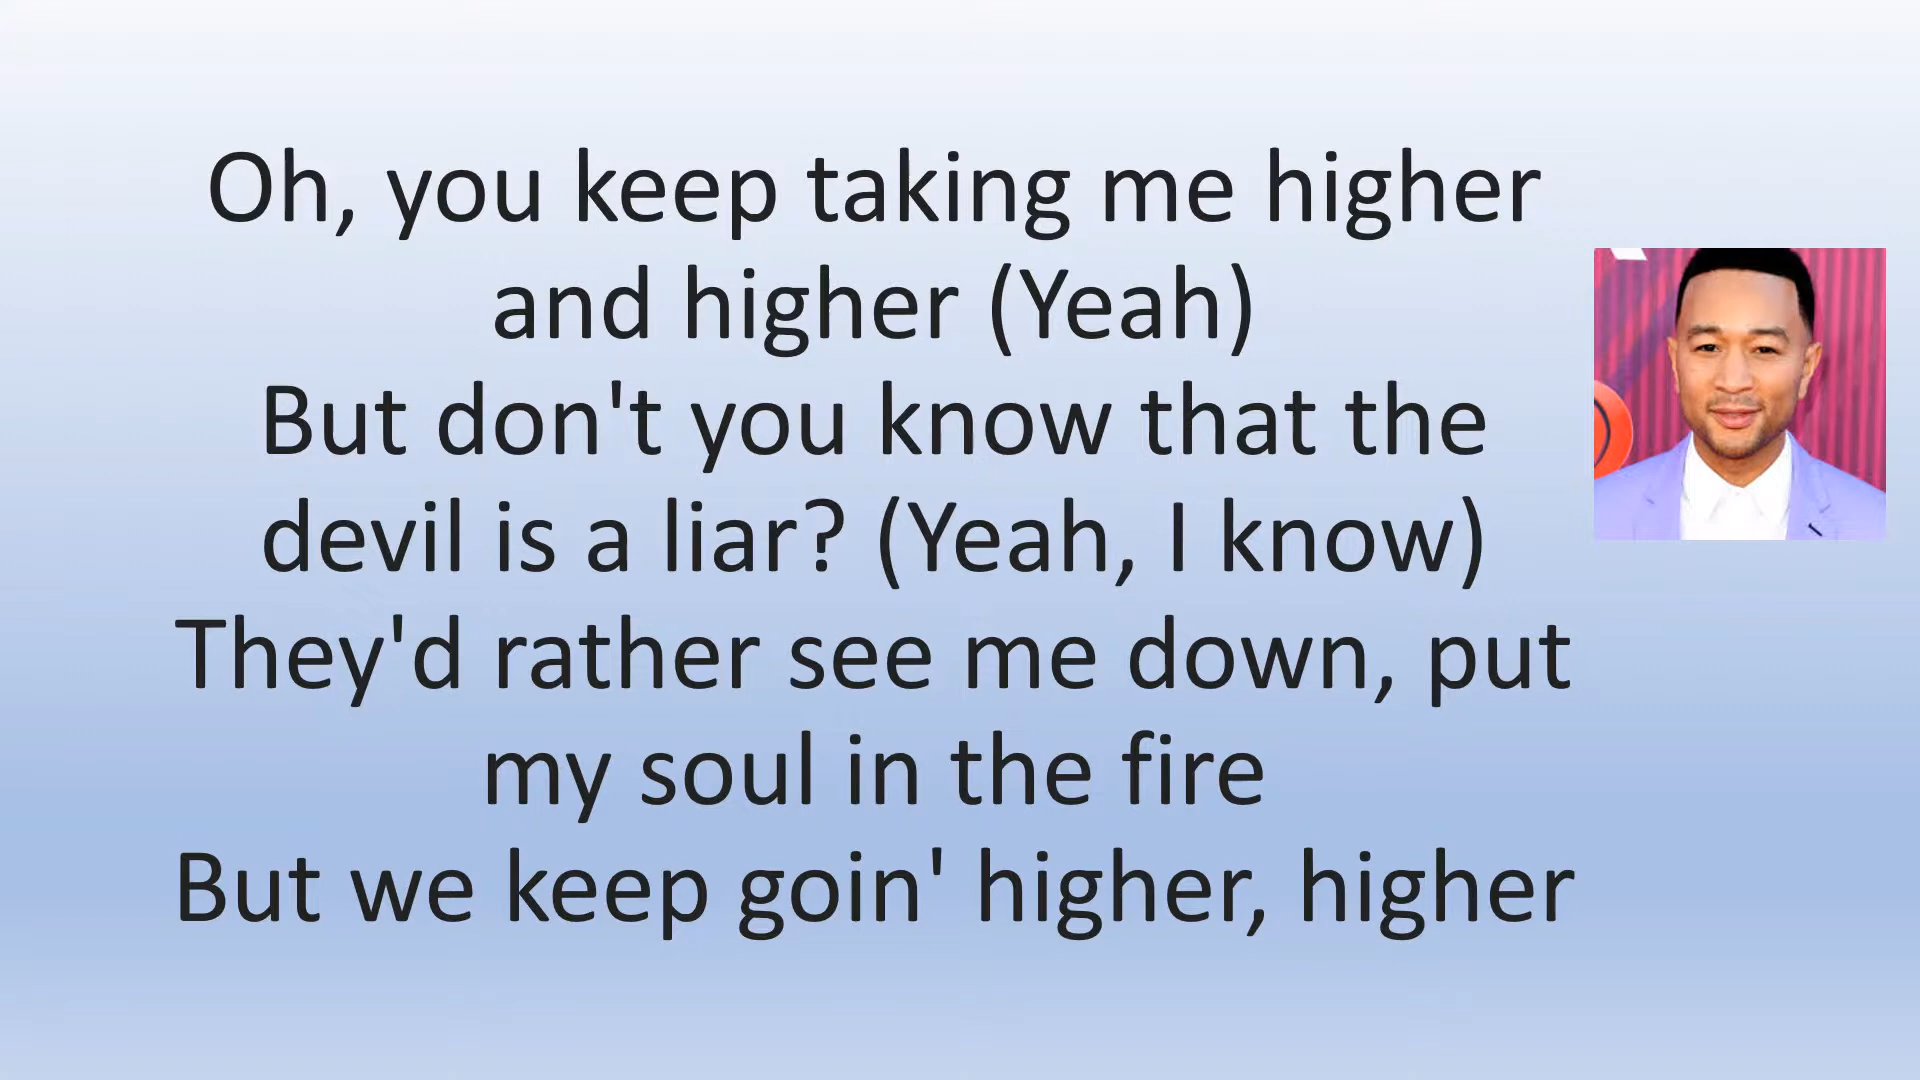 Oh, you keep taking me higher
and higher (Yeah)
But don't you know that the
devil is a liar? (Yeah, I know)
They'd rather see me down, put
my soul in the fire
But we keep goin' higher, higher